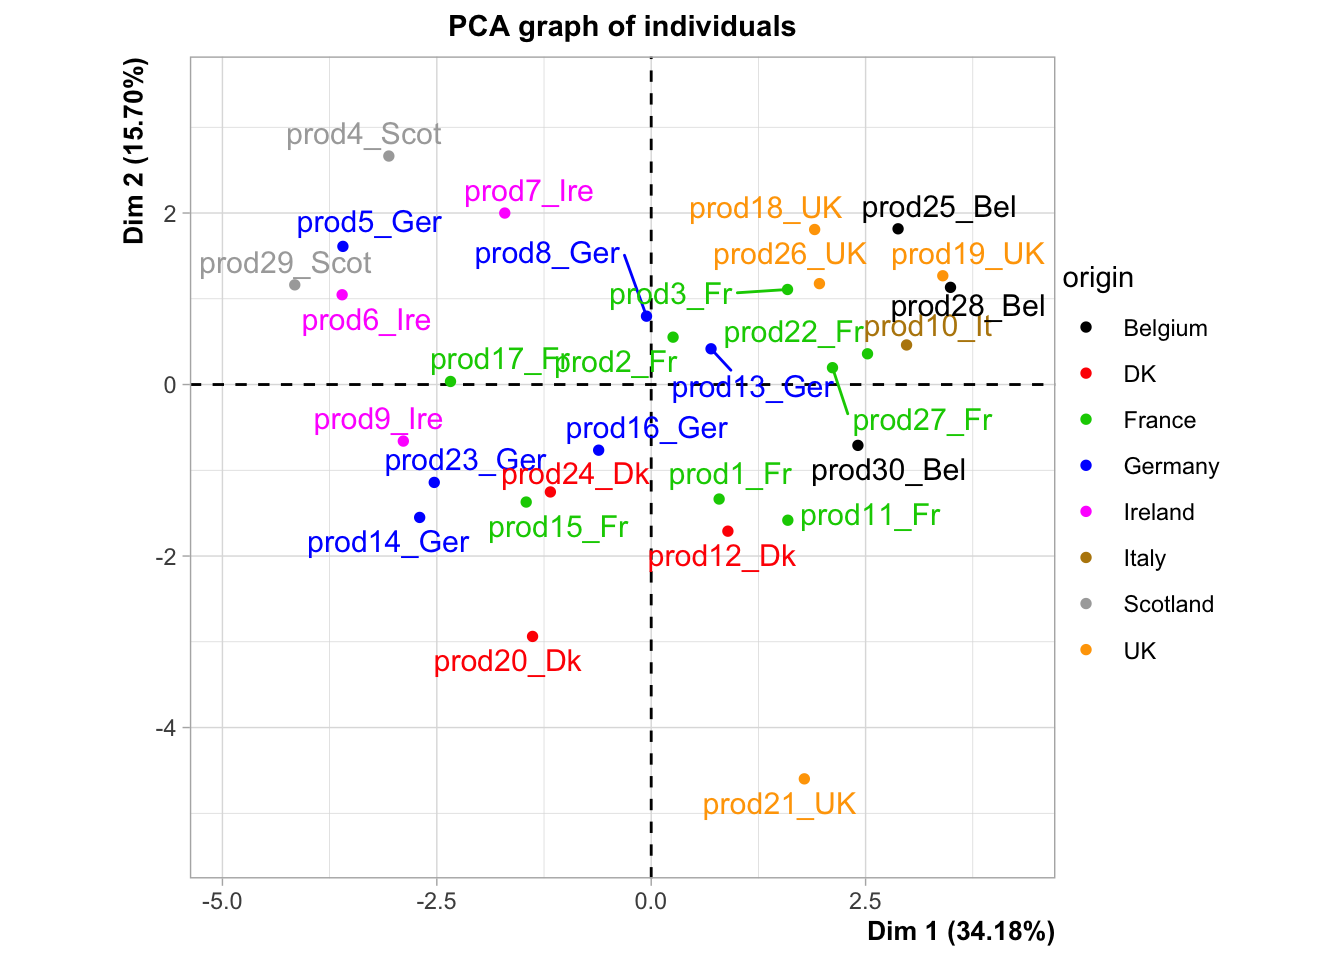 PCA graph of individuals
Dim 2 (15.70%)
2
0
-2
-4
prod4_Scot
prod7_Ire
prod5_Ger
prod18_UK
prod25_Bel
prod8_Ger
prod26_UK
prod19_UK
prod29_Scot
prod3_Fr
prod28_Bel
prod6_Ire
prod22_Fr
prod10_It
prod17_Fr
prod2_Fr
prod13_Ger
prod9_Ire
prod27_Fr
prod16_Ger
prod23_Ger
prod24_Dk
prod1_Fr
prod30_Bel
prod15_Fr
prod11_Fr
prod14_Ger
prod12_Dk
prod20_Dk
prod21_UK
-5.0
-2.5
0.0
2.5
Dim 1 (34.18%)
origin
Belgium
DK
France
Germany
Ireland
Italy
Scotland
UK